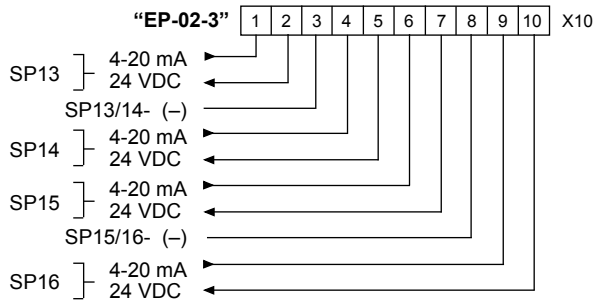 “EP-02-3” 1 2 3 4 5 6 7 8 9 10 X10
SP13 4-20 mA
24 VDC
SP13/14- (–)
SP14 4-20 mA
24 VDC
SP15 4-20 mA
24 VDC
SP15/16- (–)
SP16 4-20 mA
24 VDC